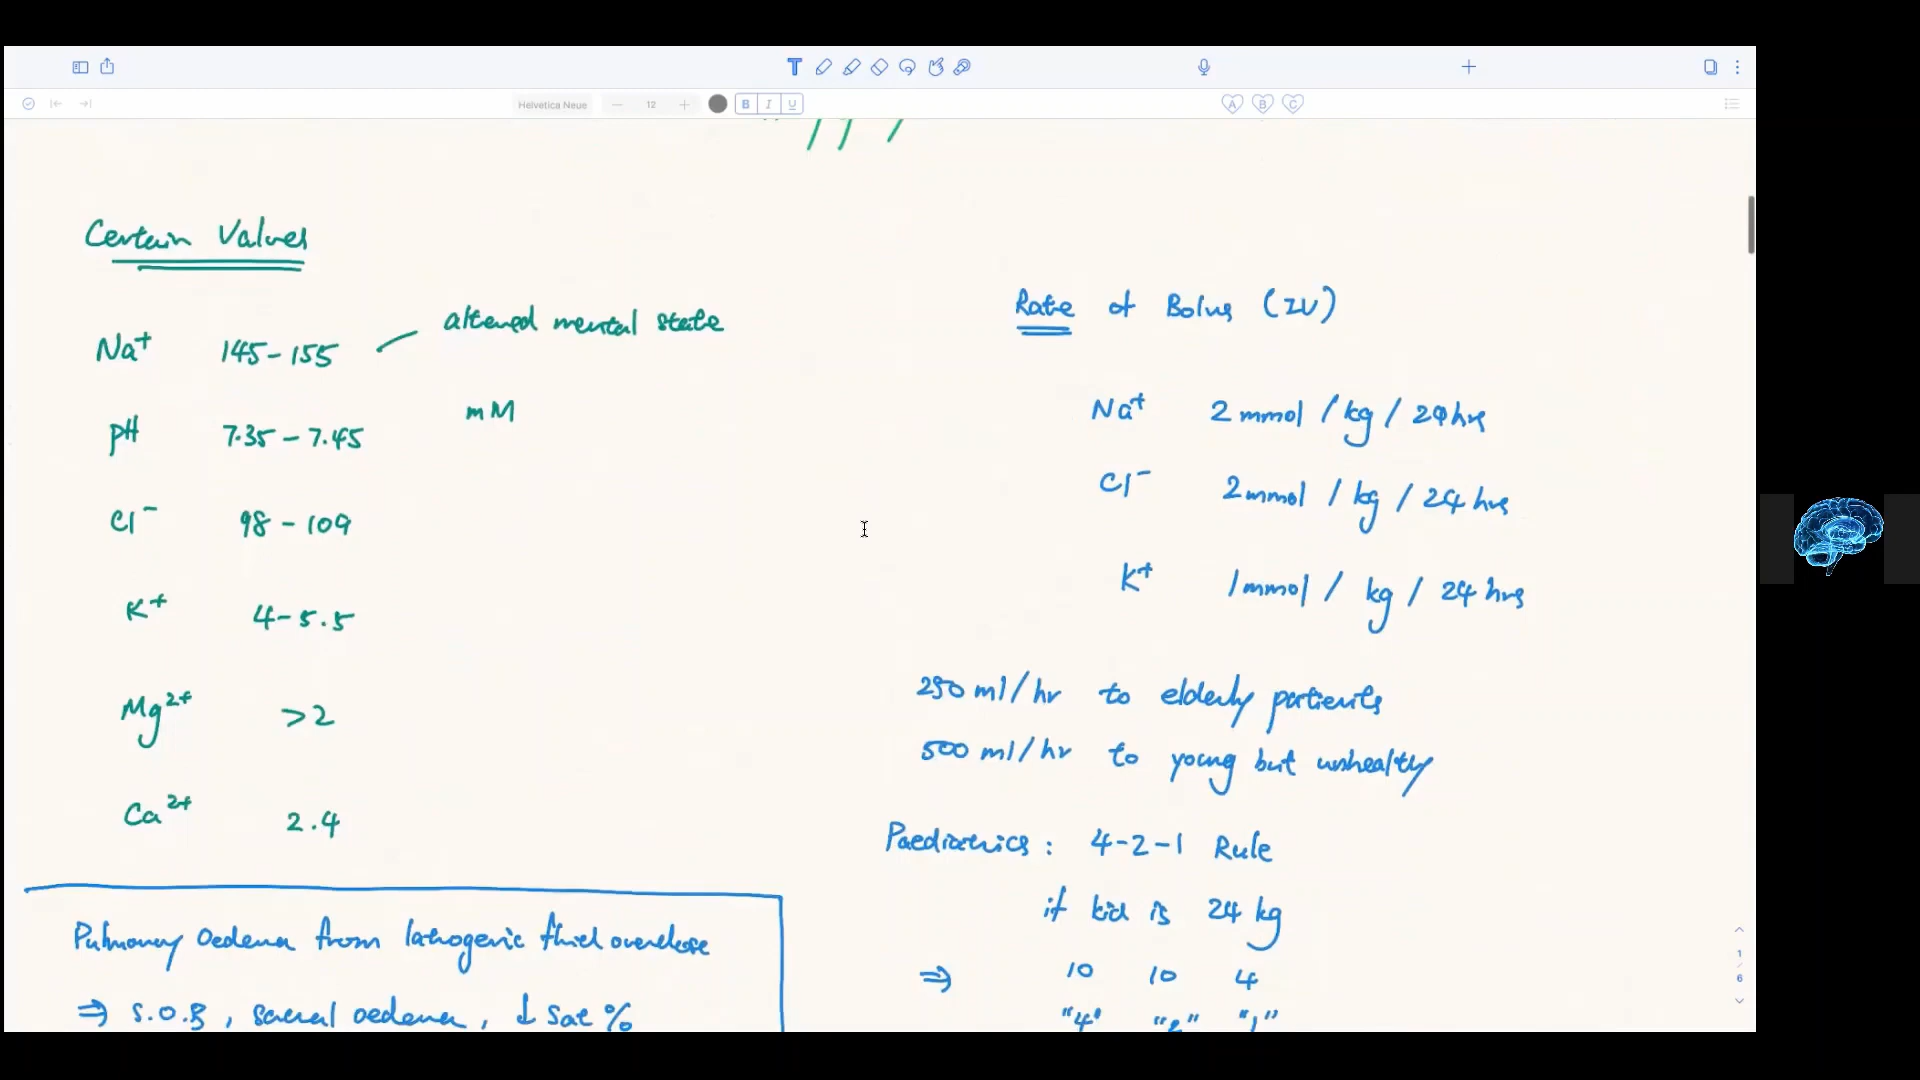 Helvetica Neue
12
B I U
A B C
Certain Values
Na+ 145-155 altered mental state
pH 7.35-7.45 mM
Cl- 98-109
K+ 4-5.5
Mg2+ >2
Ca2+ 2.4
Pulmonary Oedema from Iatrogenic fluid overdose
⇒ S.O.B, sacral oedema, ↓ Sat %
Rate of Bolus (IV)
Na+ 2 mmol / kg / 24 hrs
Cl- 2 mmol / kg / 24 hrs
K+ 1 mmol / kg / 24 hrs
250 ml/hr to elderly patients
500 ml/hr to young but unhealthy
Paediatrics: 4-2-1 Rule
if kid is 24 kg
⇒ 10 10 4
"4" "2" "1"
1
/
6